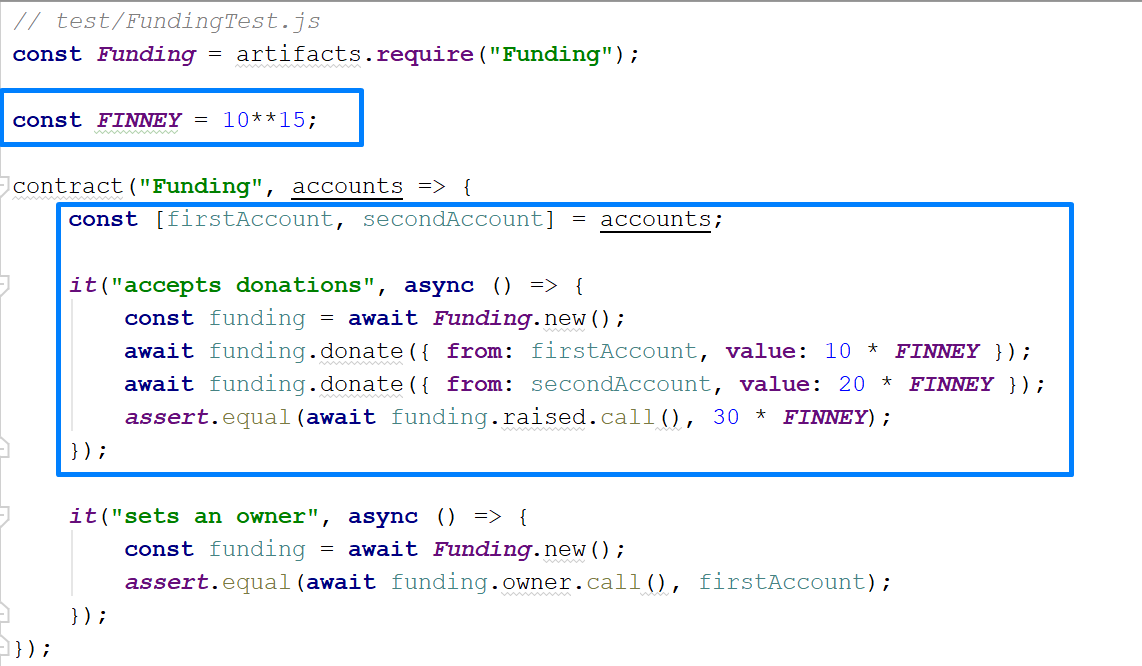 // test/FundingTest.js
const Funding = artifacts.require("Funding");
const FINNEY = 10**15;
contract("Funding", accounts => {
const [firstAccount, secondAccount] = accounts;
it("accepts donations", async () => {
const funding = await Funding.new();
await funding.donate({ from: firstAccount, value: 10 * FINNEY });
await funding.donate({ from: secondAccount, value: 20 * FINNEY });
assert.equal(await funding.raised.call(), 30 * FINNEY);
});
it("sets an owner", async () => {
const funding = await Funding.new();
assert.equal(await funding.owner.call(), firstAccount);
});
});